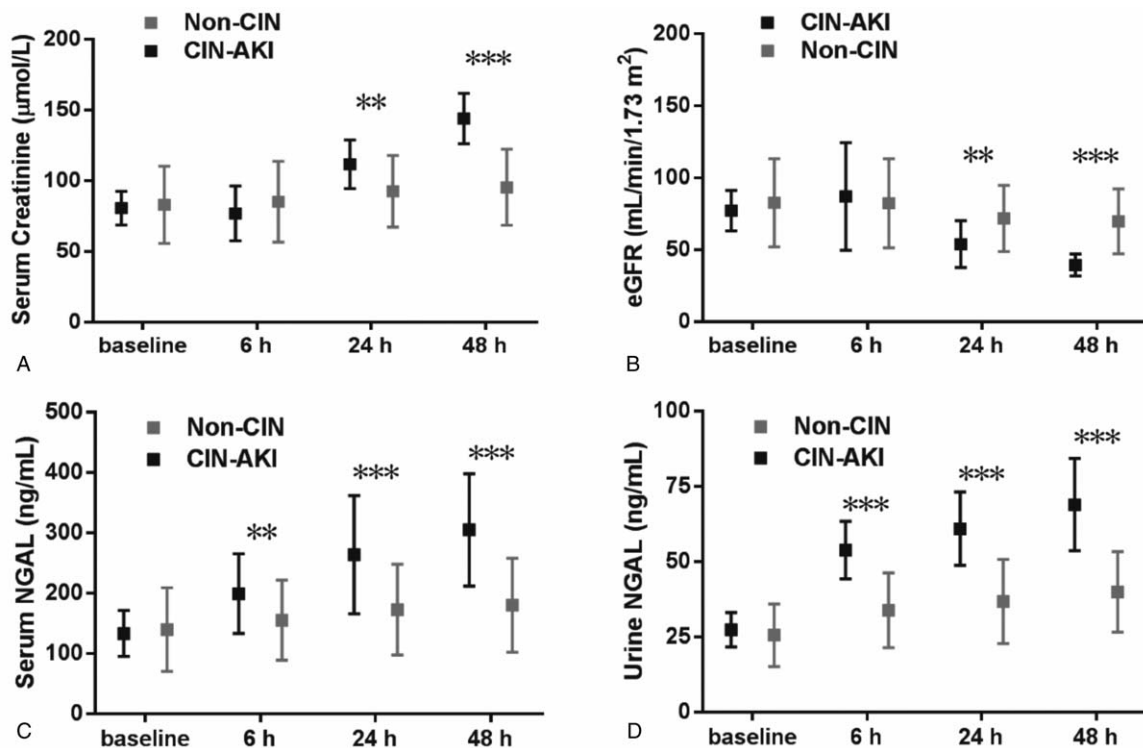 A
Serum Creatinine (µmol/L)
200
150
100
50
0
Non-CIN
CIN-AKI
**
***
baseline 6 h 24 h 48 h
B
eGFR (mL/min/1.73 m²)
200
150
100
50
0
CIN-AKI
Non-CIN
**
***
baseline 6 h 24 h 48 h
C
Serum NGAL (ng/mL)
500
400
300
200
100
0
Non-CIN
CIN-AKI
**
***
***
baseline 6 h 24 h 48 h
D
Urine NGAL (ng/mL)
100
75
50
25
0
Non-CIN
CIN-AKI
***
***
***
baseline 6 h 24 h 48 h